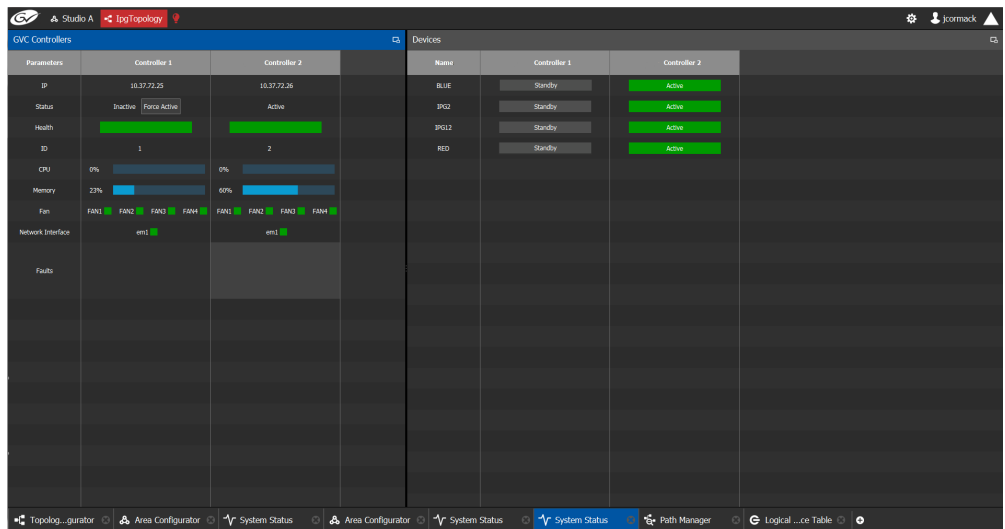 GV Studio A IpgTopology jcormack
GVC Controllers
Parameters Controller 1 Controller 2
IP 10.37.72.25 10.37.72.26
Status Inactive Force Active Active
Health
ID 1 2
CPU 0% 0%
Memory 23% 60%
Fan FAN1 FAN2 FAN3 FAN4 FAN1 FAN2 FAN3 FAN4
Network Interface em1 em1
Faults
Devices
Name Controller 1 Controller 2
BLUE Standby Active
IPG2 Standby Active
IPG12 Standby Active
RED Standby Active
Topolog...gurator Area Configurator System Status Area Configurator System Status System Status Path Manager Logical ...ce Table